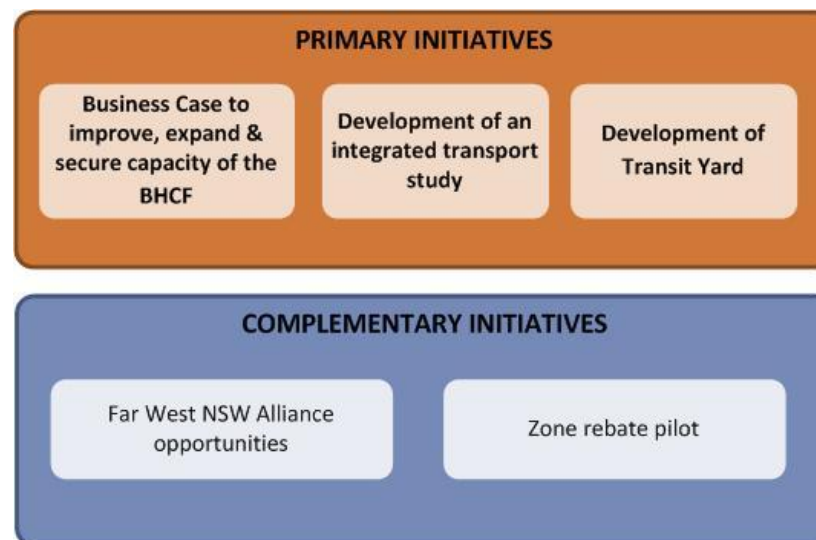 PRIMARY INITIATIVES
Business Case to
improve, expand &
secure capacity of the
BHCF
Development of an
integrated transport
study
Development of
Transit Yard
COMPLEMENTARY INITIATIVES
Far West NSW Alliance
opportunities
Zone rebate pilot